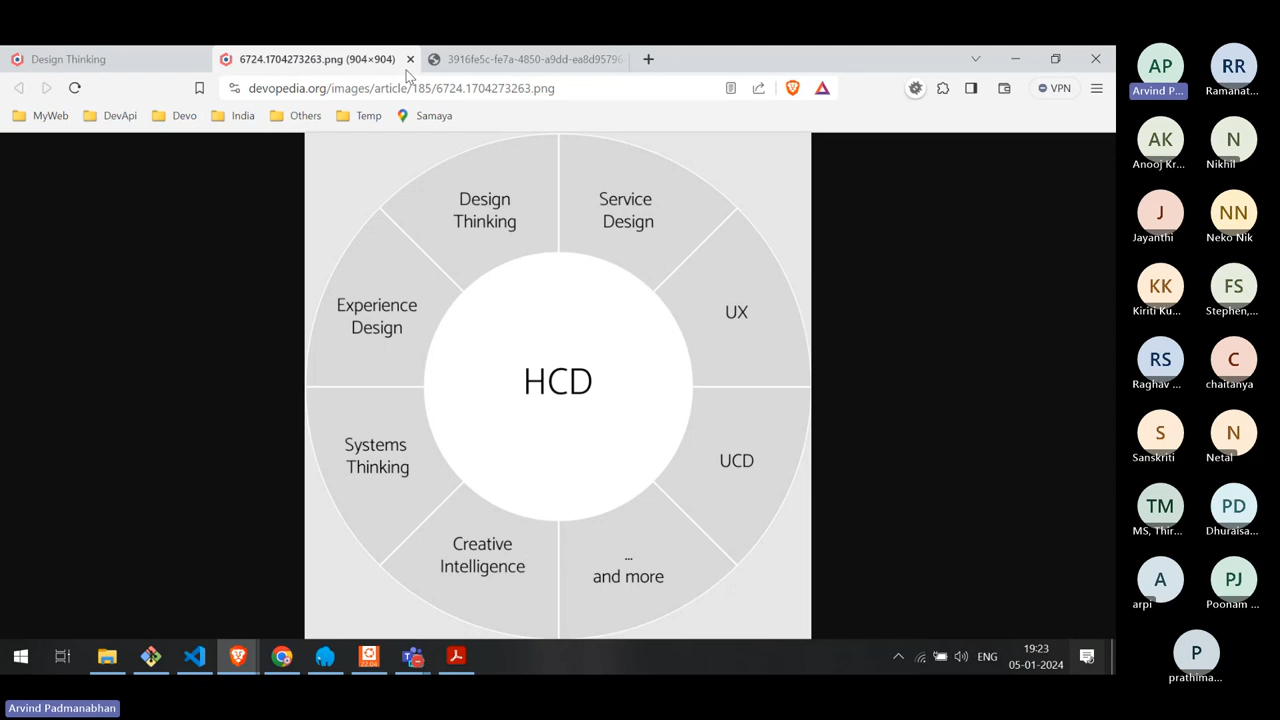 Design Thinking
6724.1704273263.png (904×904)
3916fe5c-fe7a-4850-a9dd-ea8d95796
devopedia.org/images/article/185/6724.1704273263.png
VPN
MyWeb
DevApi
Devo
India
Others
Temp
Samaya
Design
Thinking
Service
Design
Experience
Design
UX
HCD
Systems
Thinking
UCD
Creative
Intelligence
...
and more
22.04
ENG
19:23
05-01-2024
AP
Arvind P...
RR
Ramanat...
AK
Anooj Kr...
N
Nikhil
J
Jayanthi
NN
Neko Nik
KK
Kiriti Ku...
FS
Stephen,...
RS
Raghav ...
C
chaitanya
S
Sanskriti
N
Netal
TM
MS, Thir...
PD
Dhuraisa...
A
arpi
PJ
Poonam ...
P
prathima...
Arvind Padmanabhan